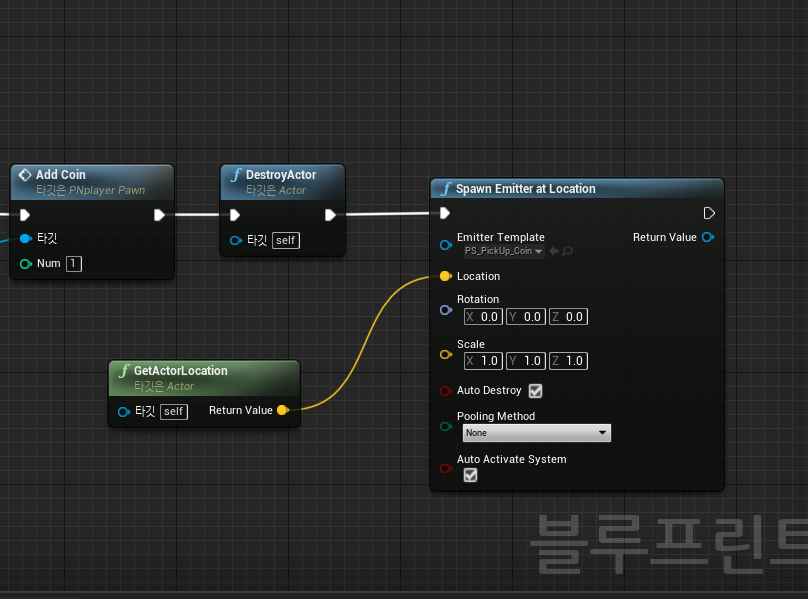 Add Coin
타깃은 PNplayer Pawn
타깃
Num 1
DestroyActor
타깃은 Actor
타깃 self
Spawn Emitter at Location
Emitter Template
PS_PickUp_Coin
Return Value
Location
Rotation
X 0.0 Y 0.0 Z 0.0
Scale
X 1.0 Y 1.0 Z 1.0
Auto Destroy
Pooling Method
None
Auto Activate System
GetActorLocation
타깃은 Actor
타깃 self Return Value
블루프린트